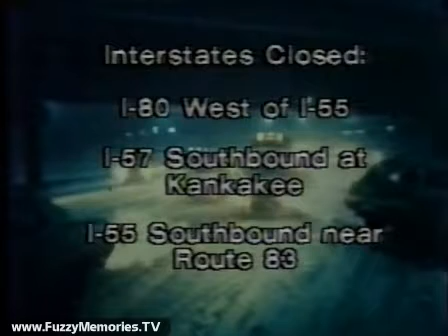 Interstates Closed:
I-80 West of I-55
I-57 Southbound at
Kankakee
I-55 Southbound near
Route 83
www.FuzzyMemories.TV